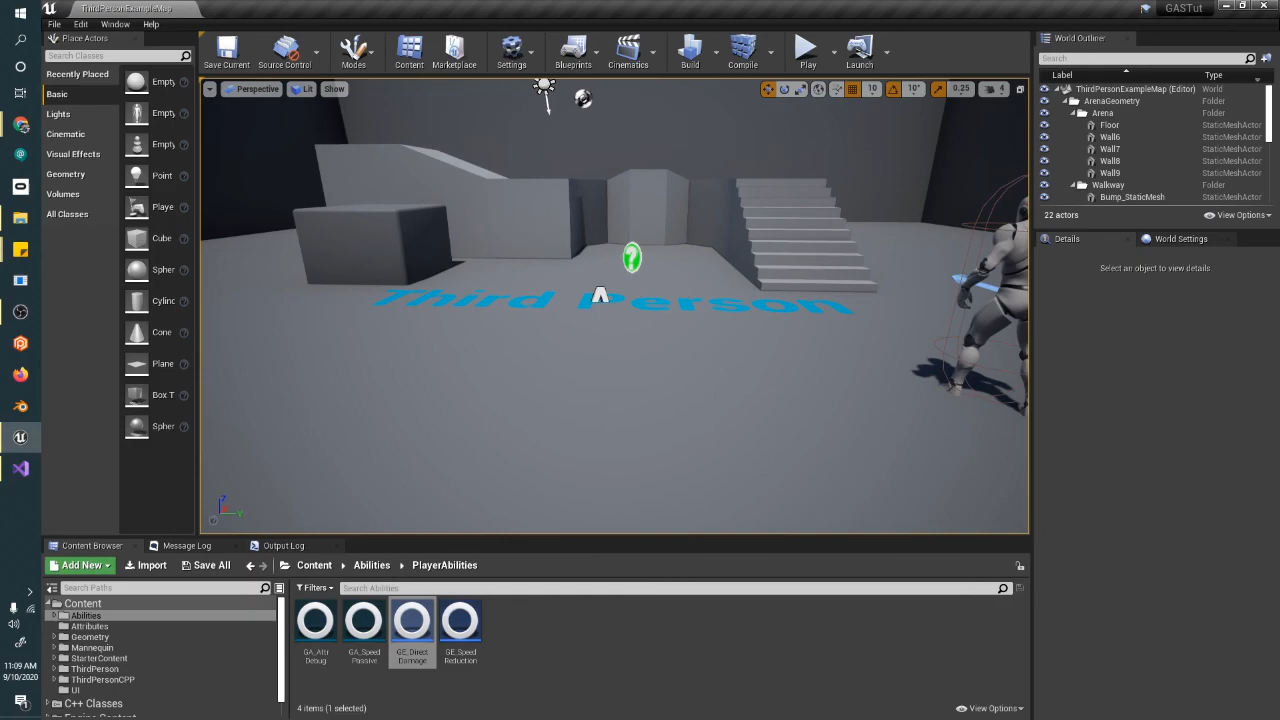 ThirdPersonExampleMap
GASTut
File Edit Window Help
Place Actors
Search Classes
Recently Placed
Basic
Lights
Cinematic
Visual Effects
Geometry
Volumes
All Classes
Empty
Empty
Empty
Point
Playe
Cube
Spher
Cylinc
Cone
Plane
Box T
Spher
Save Current
Source Control
Modes
Content
Marketplace
Settings
Blueprints
Cinematics
Build
Compile
Play
Launch
Perspective
Lit
Show
10
10°
0.25
4
Third Person
World Outliner
Search
Label
Type
ThirdPersonExampleMap (Editor) World
ArenaGeometry Folder
Arena Folder
Floor StaticMeshActor
Wall6 StaticMeshActor
Wall7 StaticMeshActor
Wall8 StaticMeshActor
Wall9 StaticMeshActor
Walkway Folder
Bump_StaticMesh StaticMeshActor
22 actors
View Options
Details
World Settings
Select an object to view details.
Content Browser
Message Log
Output Log
Add New
Import
Save All
Content
Abilities
PlayerAbilities
Search Paths
Filters
Search Abilities
Content
Abilities
Attributes
Geometry
Mannequin
StarterContent
ThirdPerson
ThirdPersonCPP
UI
C++ Classes
GA_Attr
Debug
GA_Speed
Passive
GE_Direct
Damage
GE_Speed
Reduction
4 items (1 selected)
View Options
11:09 AM
9/10/2020